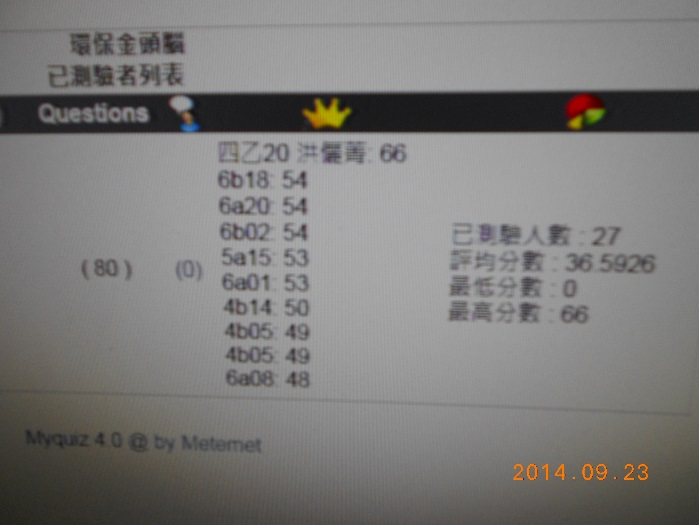 環保金頭腦
已測驗者列表
Questions
四乙20 洪儷菁: 66
6b18: 54
6a20: 54
6b02: 54
5a15: 53
( 80 ) (0)
6a01: 53
4b14: 50
4b05: 49
4b05: 49
6a08: 48
已測驗人數 : 27
評均分數 : 36.5926
最低分數 : 0
最高分數 : 66
Myquiz 4.0 @ by Meternet
2014.09.23